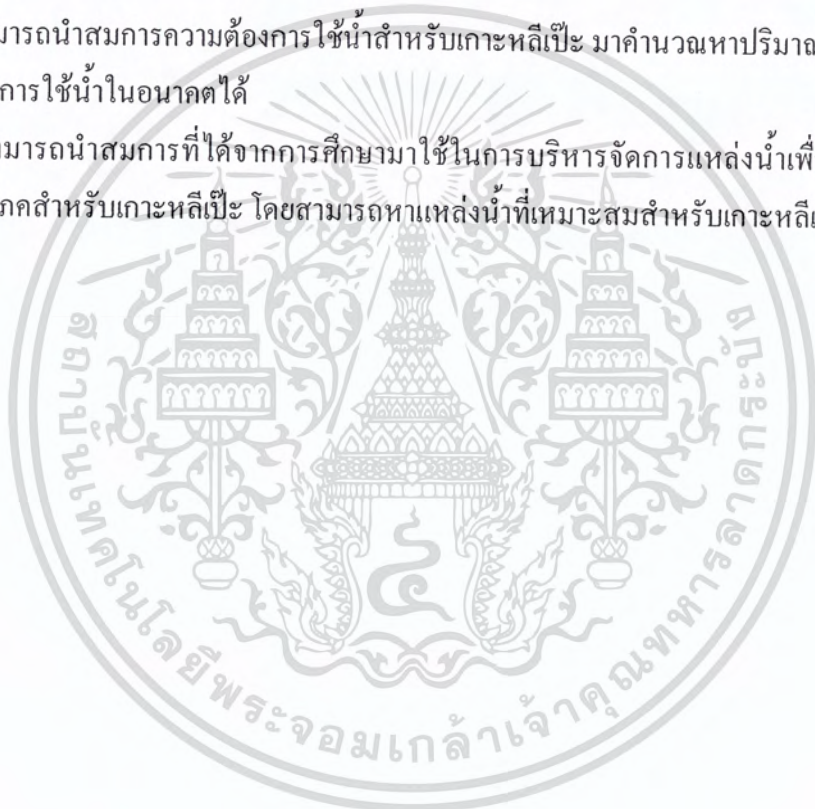 มารถนำสมการความต้องการใช้น้ำสำหรับเกาะหลีเป๊ะ มาคำนวณหาปริมาณ
การใช้น้ำในอนาคตได้
ามารถนำสมการที่ได้จากการศึกษามาใช้ในการบริหารจัดการแหล่งน้ำเพื่
ภคสำหรับเกาะหลีเป๊ะ โดยสามารถหาแหล่งน้ำที่เหมาะสมสำหรับเกาะหลีเ
สถาบันเทคโนโลยีพระจอมเกล้าเจ้าคุณทหารลาดกระบัง